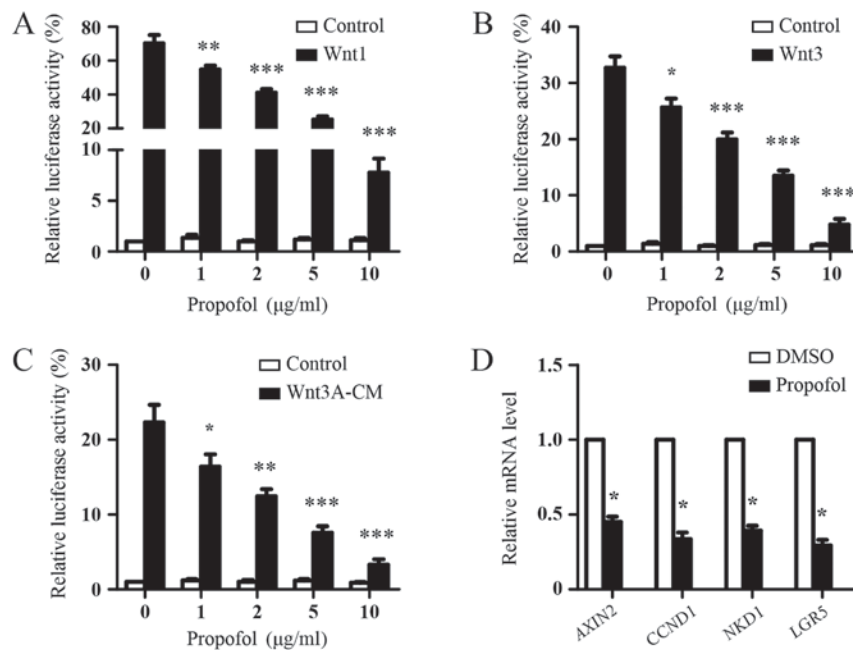 A
Relative luciferase activity (%)
Control
Wnt1
80
60
40
20
10
5
0
**
***
***
***
0 1 2 5 10
Propofol (μg/ml)
B
Relative luciferase activity (%)
Control
Wnt3
40
30
20
10
0
*
***
***
***
0 1 2 5 10
Propofol (μg/ml)
C
Relative luciferase activity (%)
Control
Wnt3A-CM
30
20
10
0
*
**
***
***
0 1 2 5 10
Propofol (μg/ml)
D
Relative mRNA level
DMSO
Propofol
1.5
1.0
0.5
0
* * * *
AXIN2 CCND1 NKD1 LGR5